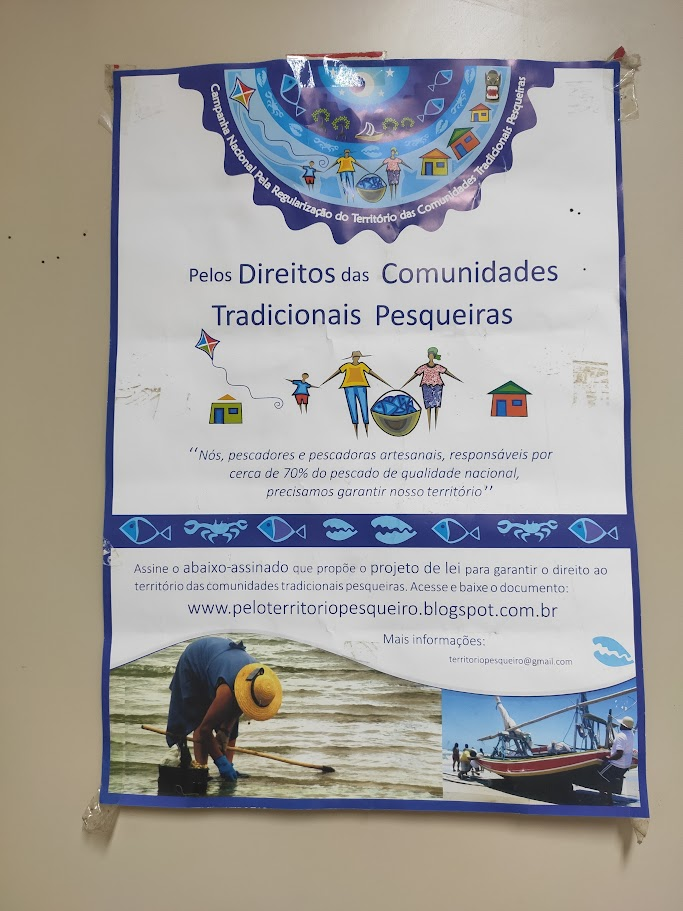 Campanha Nacional Pela Regularização do Território das Comunidades Tradicionais Pesqueiras
Pelos Direitos das Comunidades
Tradicionais Pesqueiras
‘‘Nós, pescadores e pescadoras artesanais, responsáveis por
cerca de 70% do pescado de qualidade nacional,
precisamos garantir nosso território’’
Assine o abaixo-assinado que propõe o projeto de lei para garantir o direito ao
território das comunidades tradicionais pesqueiras. Acesse e baixe o documento:
www.peloterritoriopesqueiro.blogspot.com.br
Mais informações:
territoriopesqueiro@gmail.com